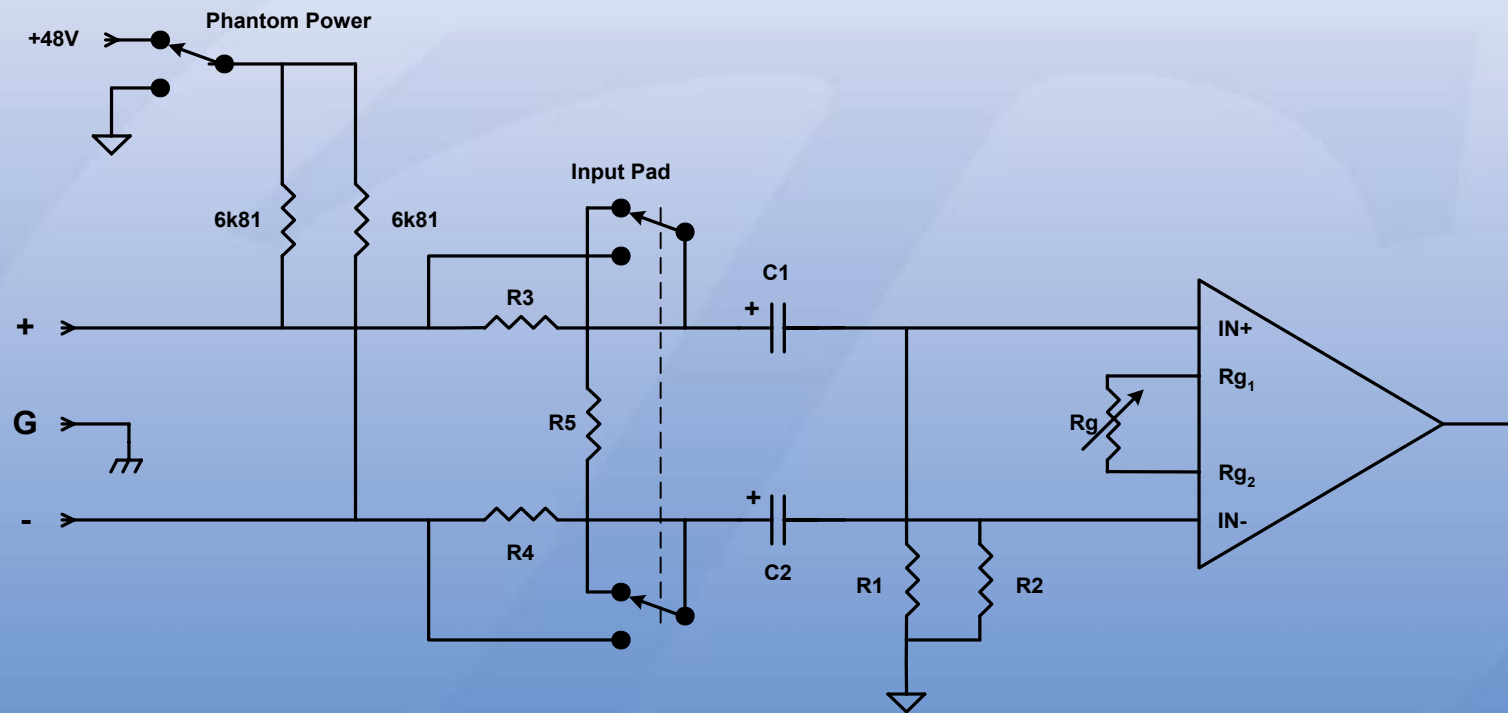 Phantom Power
+48V
6k81
6k81
Input Pad
R3
C1
+
+
IN+
Rg1
R5
Rg
G
Rg2
+
-
IN-
R4
C2
R1
R2